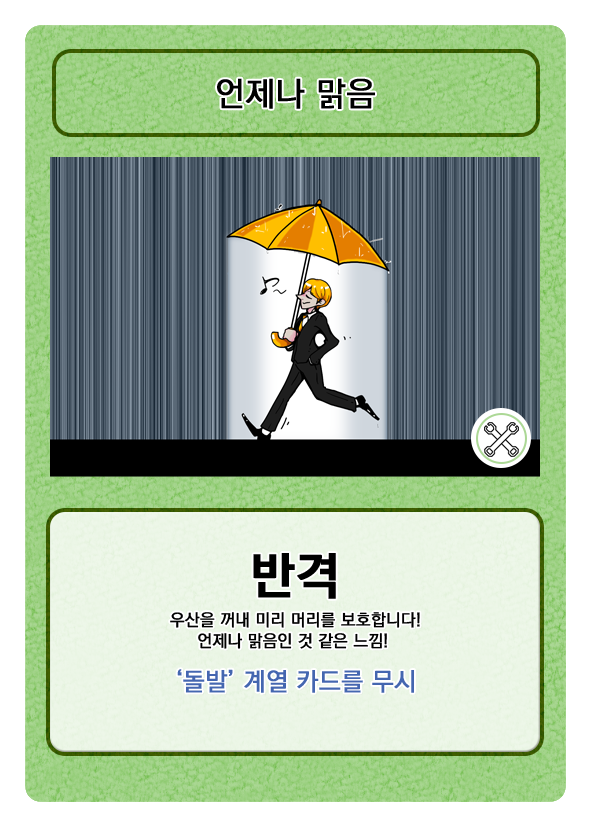 언제나 맑음
반격
우산을 꺼내 미리 머리를 보호합니다!
언제나 맑음인 것 같은 느낌!
‘돌발’ 계열 카드를 무시